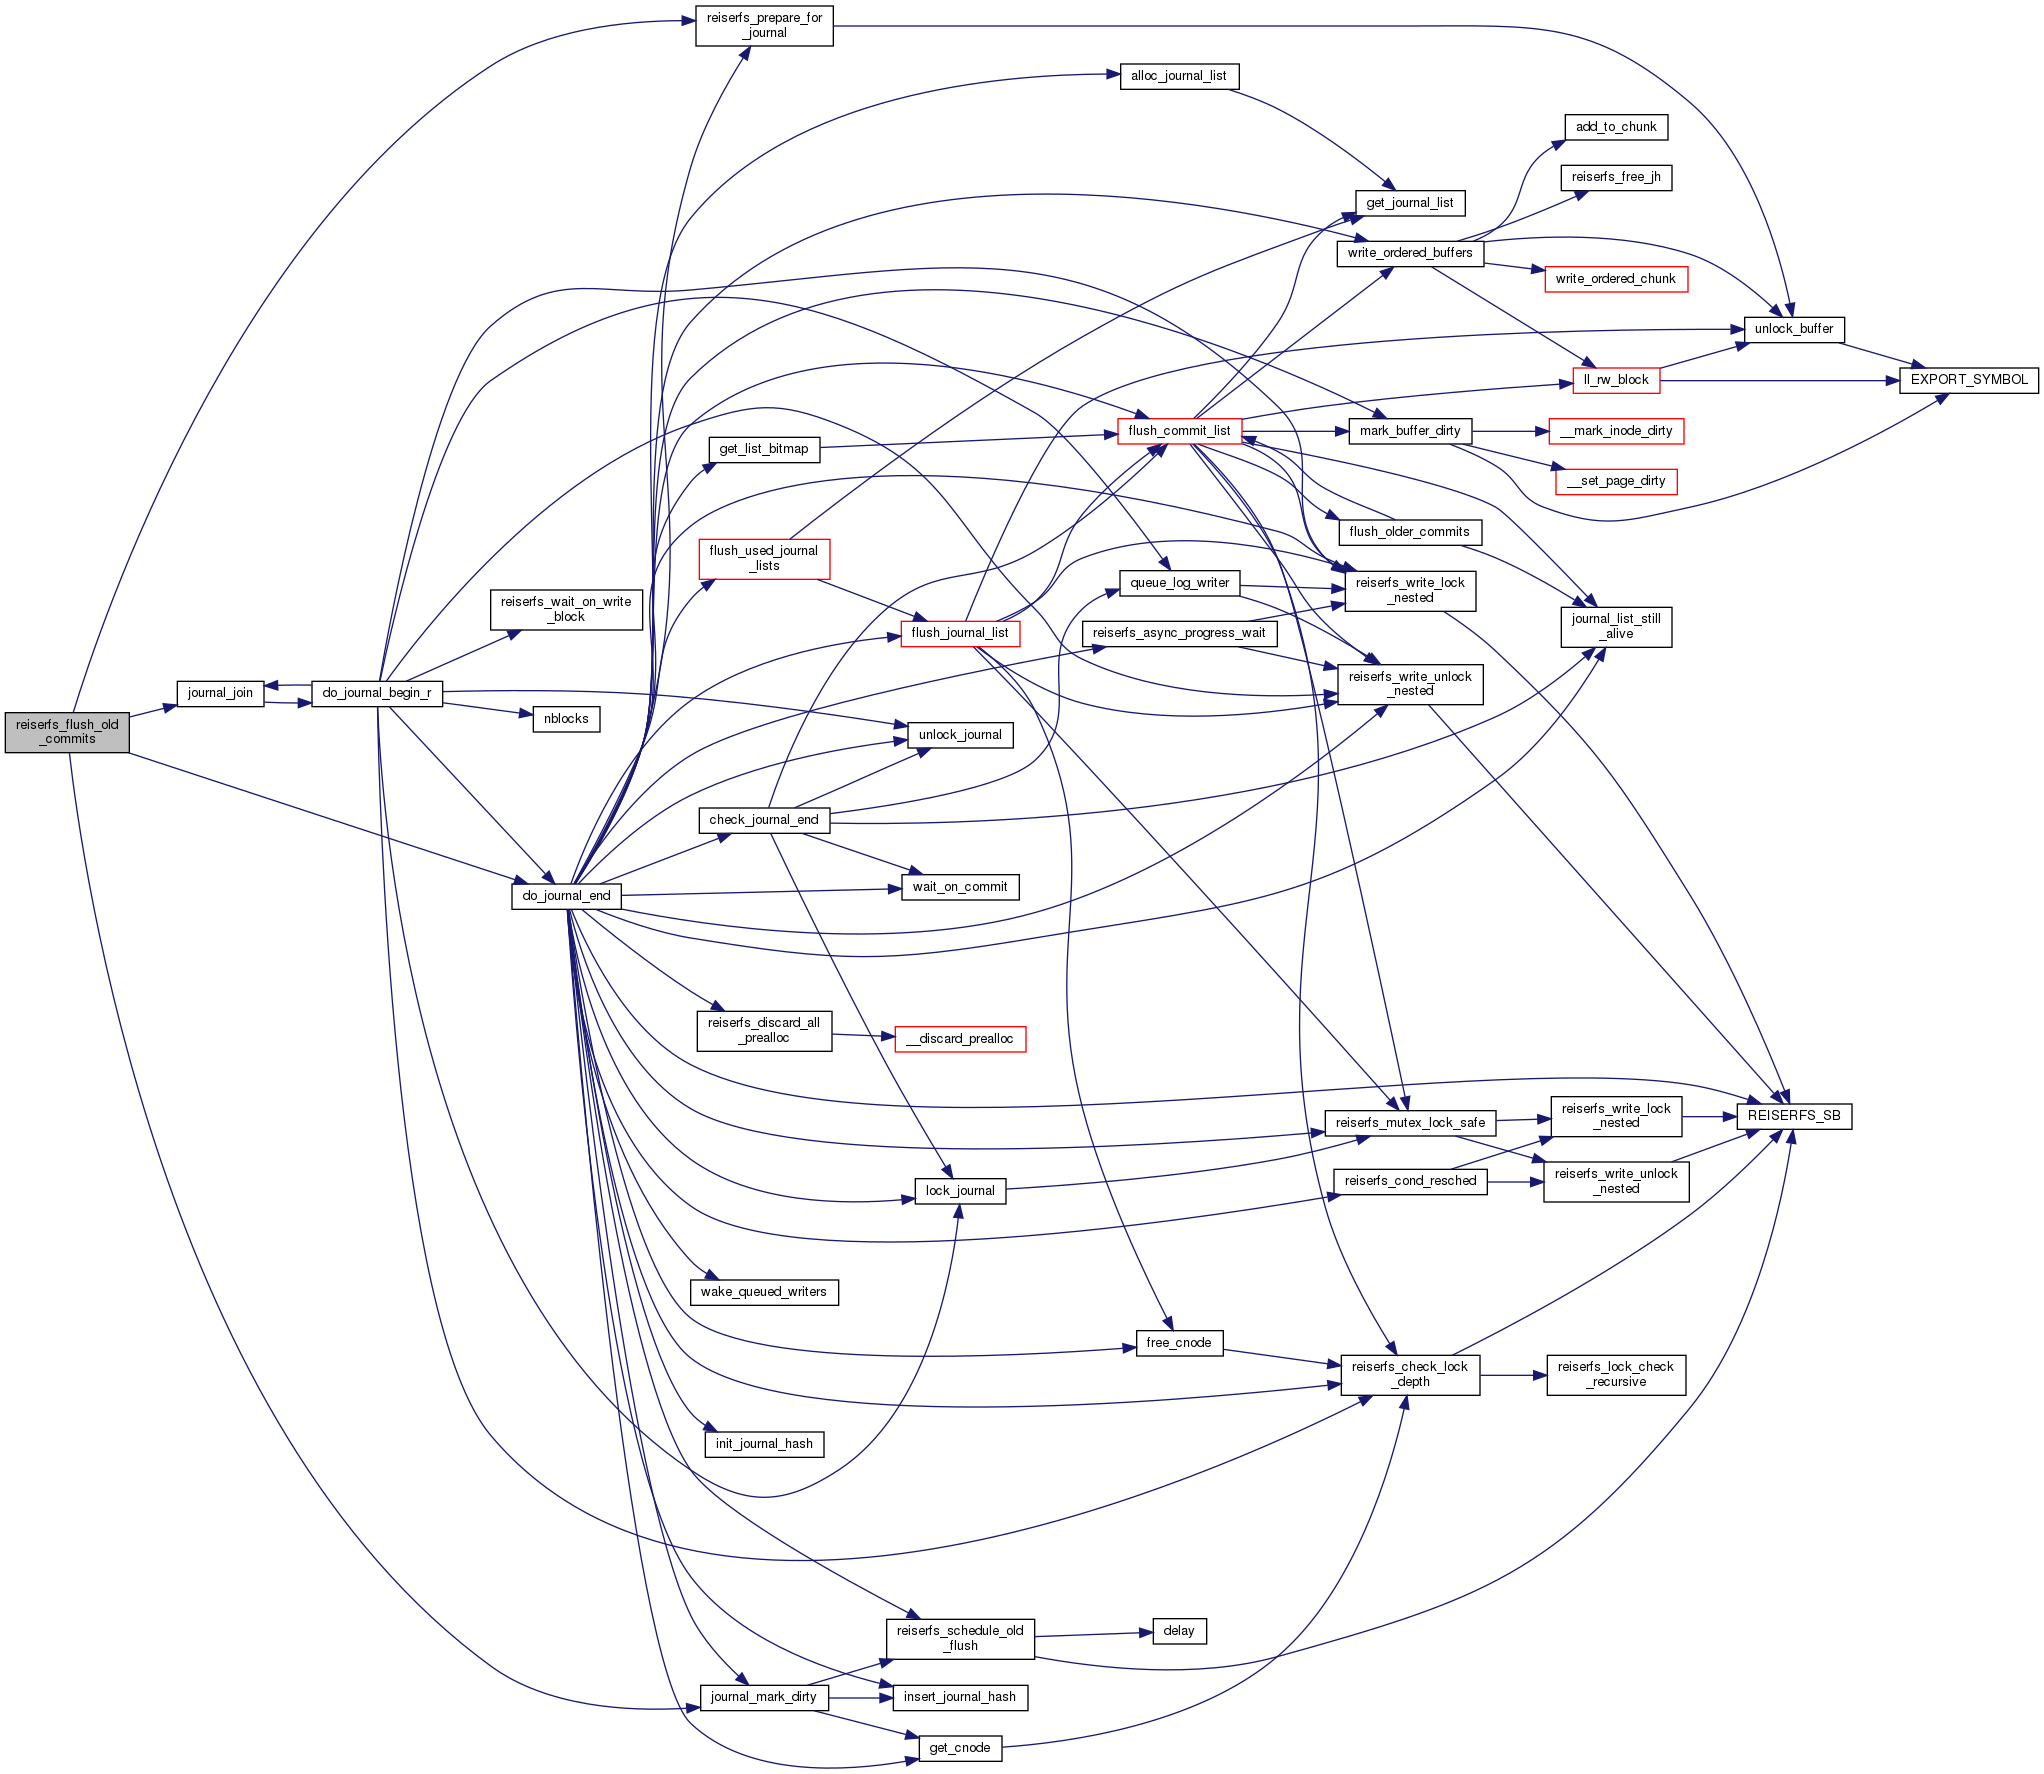 reiserfs_prepare_for
_journal
alloc_journal_list
add_to_chunk
reiserfs_free_jh
get_journal_list
write_ordered_buffers
write_ordered_chunk
unlock_buffer
ll_rw_block
EXPORT_SYMBOL
flush_commit_list
mark_buffer_dirty
__mark_inode_dirty
get_list_bitmap
__set_page_dirty
flush_older_commits
flush_used_journal
_lists
queue_log_writer
reiserfs_write_lock
_nested
reiserfs_wait_on_write
_block
flush_journal_list
reiserfs_async_progress_wait
journal_list_still
_alive
journal_join
do_journal_begin_r
reiserfs_write_unlock
_nested
reiserfs_flush_old
_commits
nblocks
unlock_journal
check_journal_end
do_journal_end
wait_on_commit
reiserfs_discard_all
_prealloc
__discard_prealloc
reiserfs_mutex_lock_safe
reiserfs_write_lock
_nested
REISERFS_SB
lock_journal
reiserfs_cond_resched
reiserfs_write_unlock
_nested
wake_queued_writers
free_cnode
reiserfs_check_lock
_depth
reiserfs_lock_check
_recursive
init_journal_hash
reiserfs_schedule_old
_flush
delay
journal_mark_dirty
insert_journal_hash
get_cnode